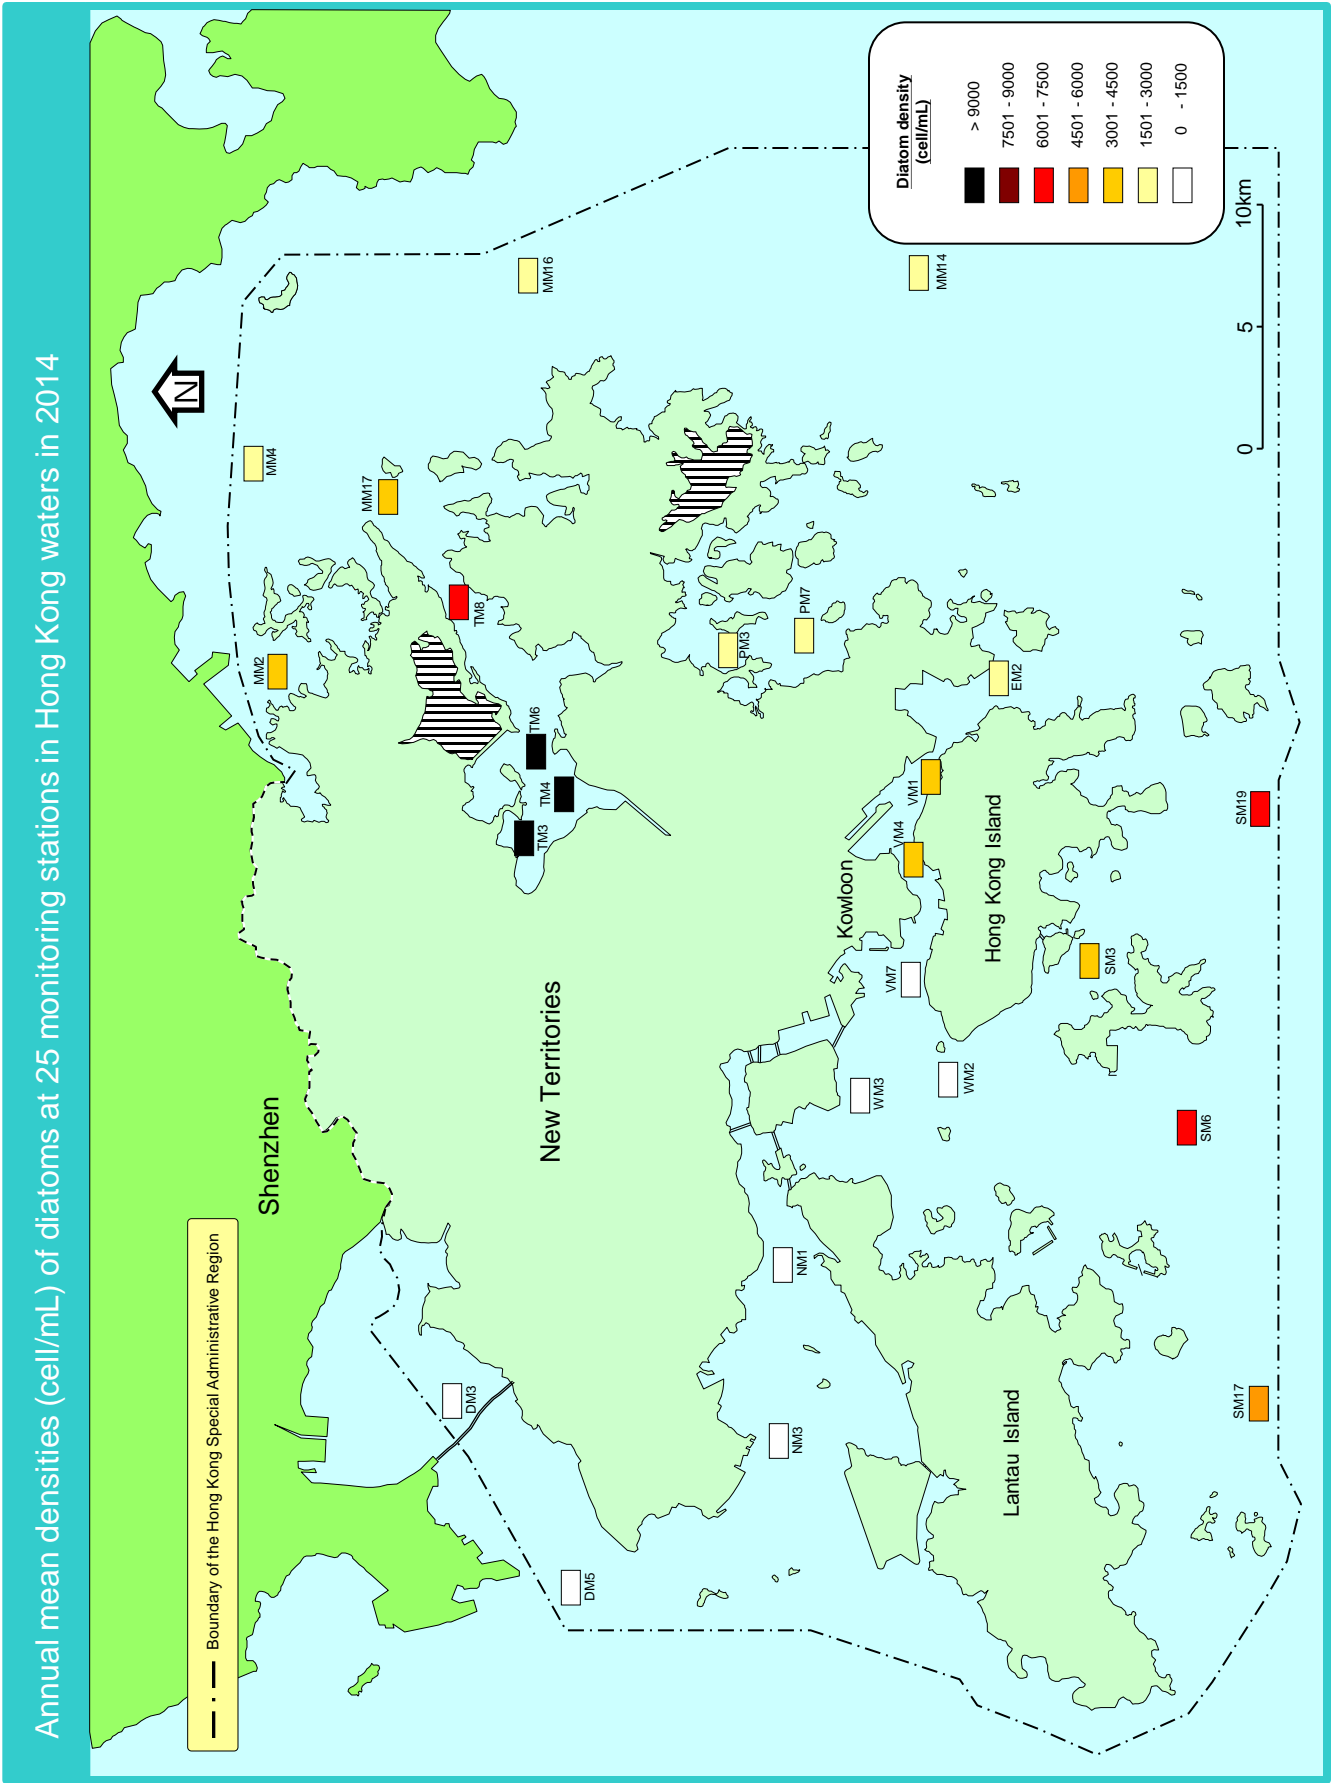 Annual mean densities (cell/mL) of diatoms at 25 monitoring stations in Hong Kong waters in 2014
Boundary of the Hong Kong Special Administrative Region
Shenzhen
N
New Territories
Kowloon
Hong Kong Island
Lantau Island
DM3
DM5
NM1
NM3
WM3
WM2
VM7
VM4
VM1
SM3
SM6
SM17
SM19
EM2
PM3
PM7
TM3
TM4
TM6
TM8
MM2
MM17
MM4
MM16
MM14
Diatom density
(cell/mL)
> 9000
7501 - 9000
6001 - 7500
4501 - 6000
3001 - 4500
1501 - 3000
0 - 1500
0 5 10km